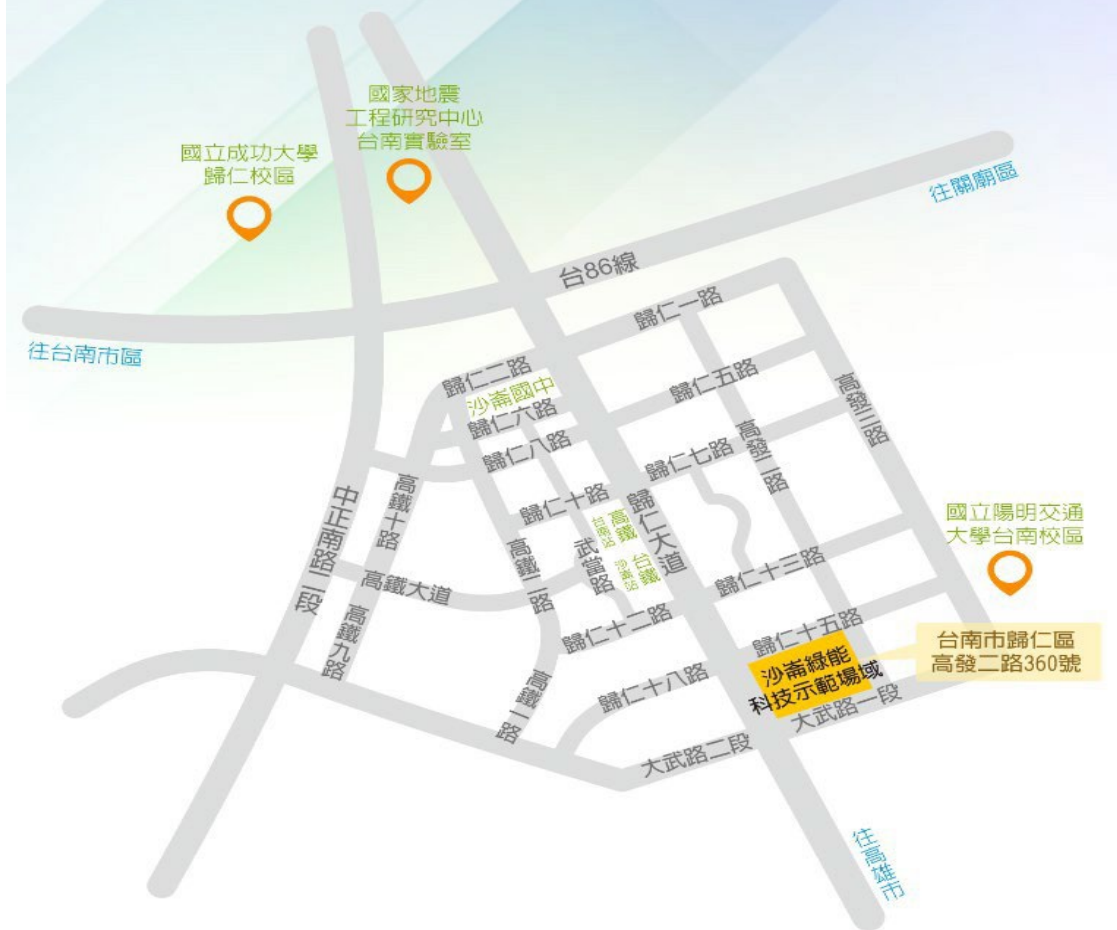 國家地震
工程研究中心
台南實驗室
國立成功大學
歸仁校區
往關廟區
台86線
歸仁一路
往台南市區
歸仁二路
沙崙國中
歸仁五路
高發三路
歸仁六路
歸仁八路
高發二路
歸仁七路
高鐵十路
中正南路二段
歸仁十路
高鐵
台南站
歸仁大道
台鐵
沙崙站
武當路
高鐵二路
國立陽明交通
大學台南校區
歸仁十三路
高鐵大道
高鐵九路
歸仁十二路
歸仁十五路
台南市歸仁區
高發二路360號
沙崙綠能
科技示範場域
歸仁十八路
高鐵一路
大武路一段
大武路二段
往高雄市